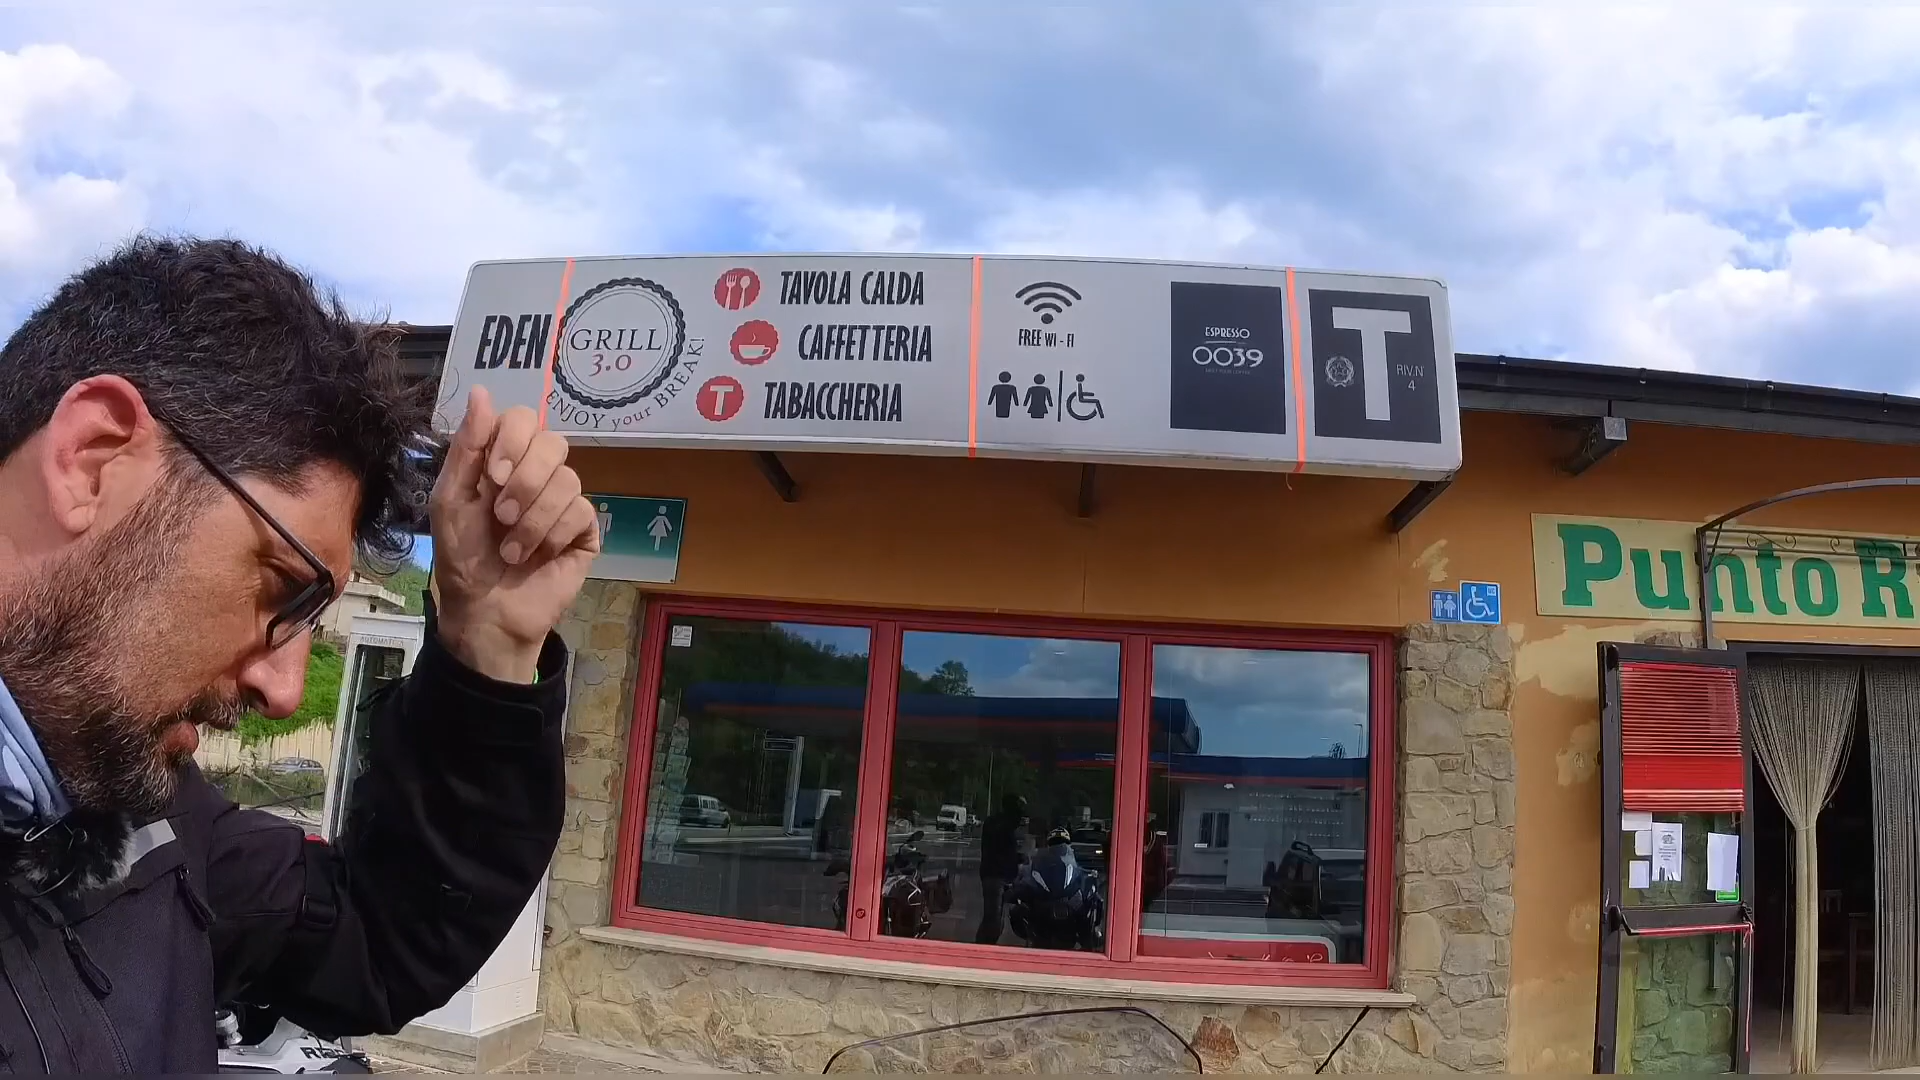 EDEN
GRILL
3.0
ENJOY your BREAK!
TAVOLA CALDA
CAFFETTERIA
T TABACCHERIA
FREE WI-FI
ESPRESSO
0039
T
RIV.N
4
Punto R
AUTOMATICA